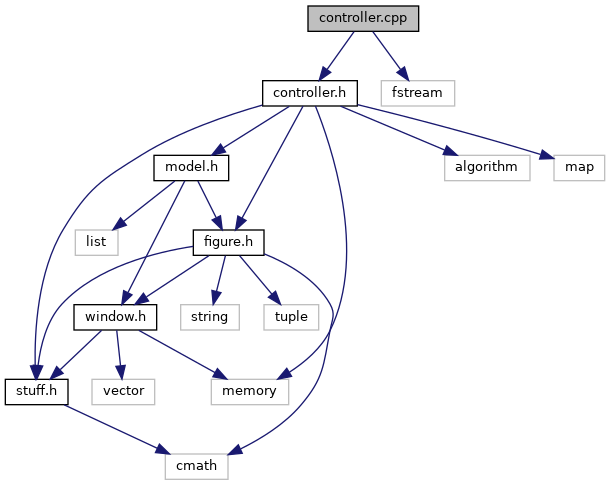 controller.cpp
controller.h
fstream
model.h
algorithm
map
list
figure.h
window.h
string
tuple
stuff.h
vector
memory
cmath